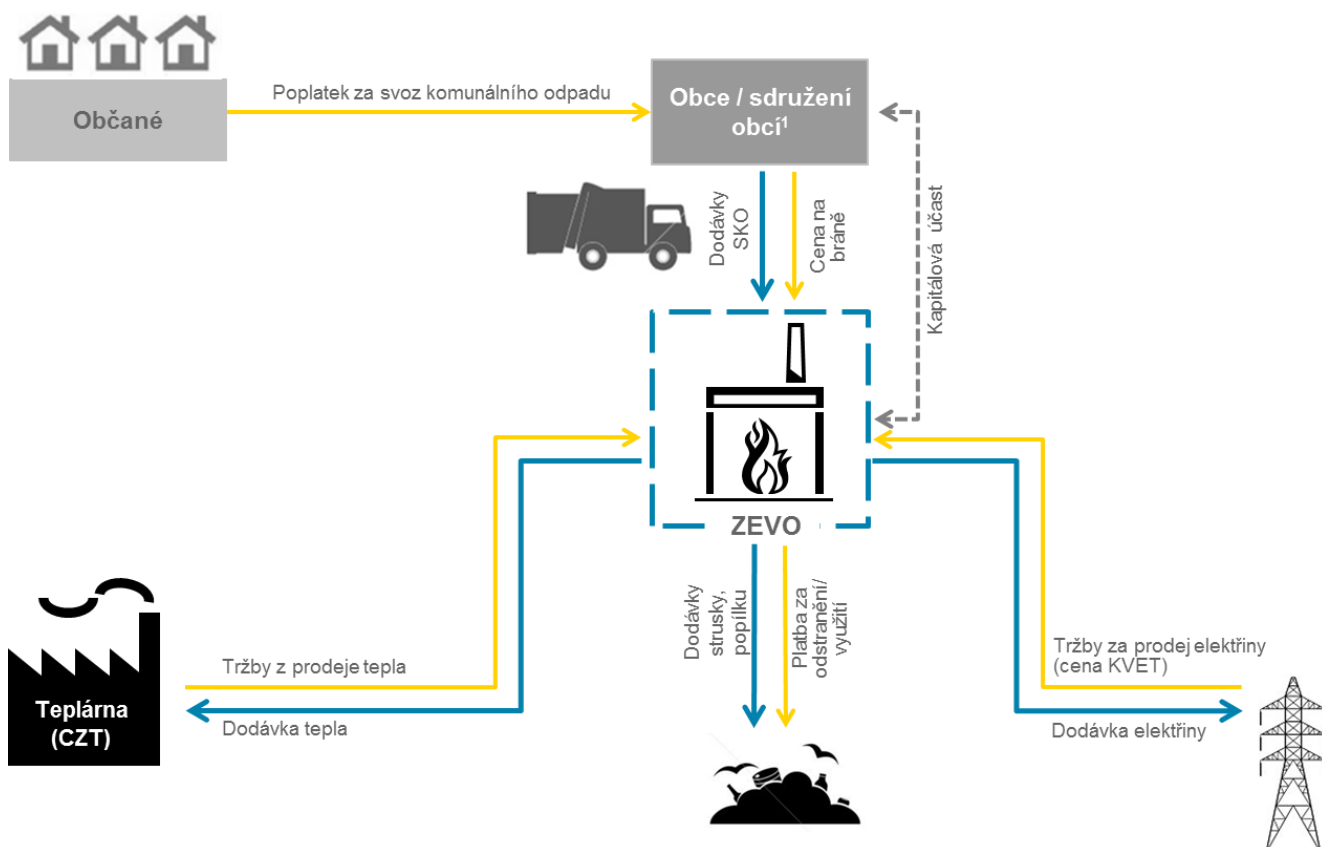 Občané
Poplatek za svoz komunálního odpadu
Obce / sdružení
obcí¹
Dodávky
SKO
Cena na
bráně
Kapitálová účast
ZEVO
Dodávky
strusky,
popílku
Platba za
odstranění/
využití
Tržby z prodeje tepla
Dodávka tepla
Teplárna
(CZT)
Tržby za prodej elektřiny
(cena KVET)
Dodávka elektřiny